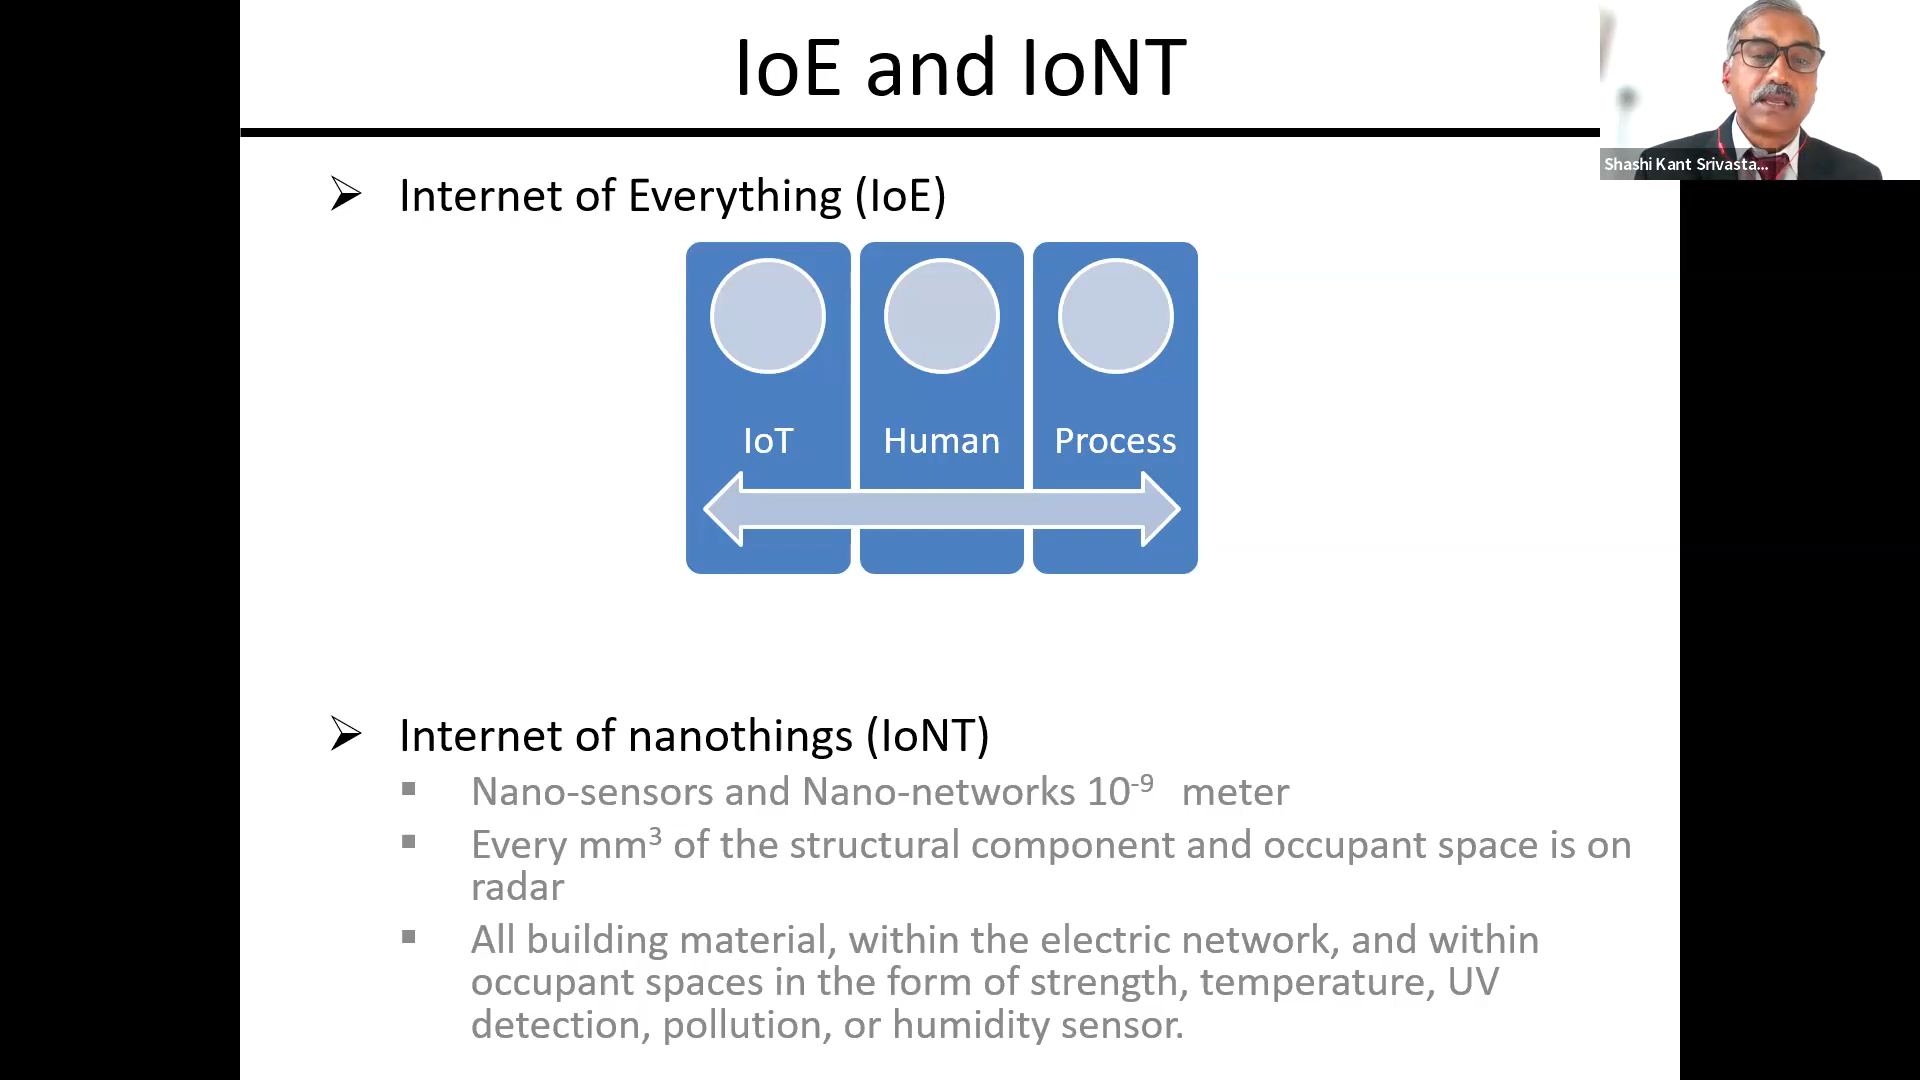 IoE and IoNT
Shashi Kant Srivasta...
➢ Internet of Everything (IoE)
IoT
Human
Process
➢ Internet of nanothings (IoNT)
▪ Nano-sensors and Nano-networks 10⁻⁹ meter
▪ Every mm³ of the structural component and occupant space is on
radar
▪ All building material, within the electric network, and within
occupant spaces in the form of strength, temperature, UV
detection, pollution, or humidity sensor.